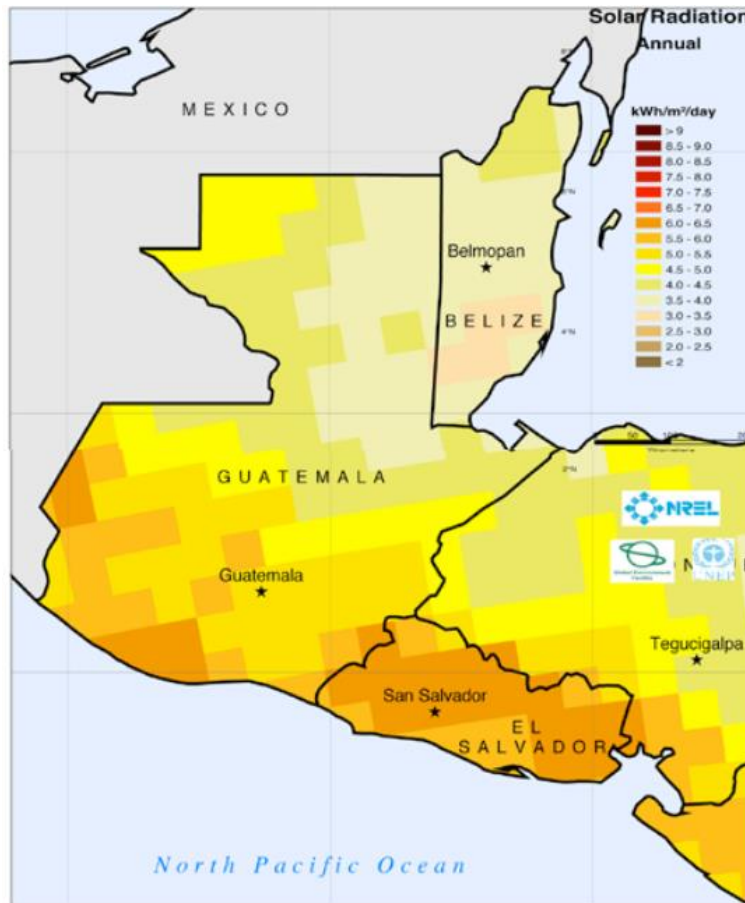 Solar Radiation
Annual
MEXICO
kWh/m²/day
> 9
8.5 - 9.0
8.0 - 8.5
7.5 - 8.0
7.0 - 7.5
6.5 - 7.0
6.0 - 6.5
5.5 - 6.0
5.0 - 5.5
4.5 - 5.0
4.0 - 4.5
3.5 - 4.0
3.0 - 3.5
2.5 - 3.0
2.0 - 2.5
< 2
Belmopan
BELIZE
4°N
50
GUATEMALA
2°N
NREL
Guatemala
UNEP
Tegucigalpa
San Salvador
EL
SALVADOR
North Pacific Ocean